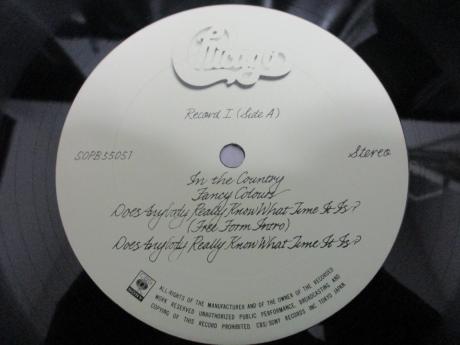 Chicago
Record I (Side A)
SOPB55051
Stereo
In the Country
Fancy Colours
Does Anybody Really Know What Time It Is?
(Free Form Intro)
Does Anybody Really Know What Time It Is?
CBS
SONY
ALL-RIGHTS OF THE MANUFACTURER AND OF THE OWNER OF THE RECORDED
WORK RESERVED UNAUTHORIZED PUBLIC PERFORMANCE, BROADCASTING AND
COPYING OF THIS RECORD PROHIBITED. CBS/SONY RECORDS INC. TOKYO JAPAN